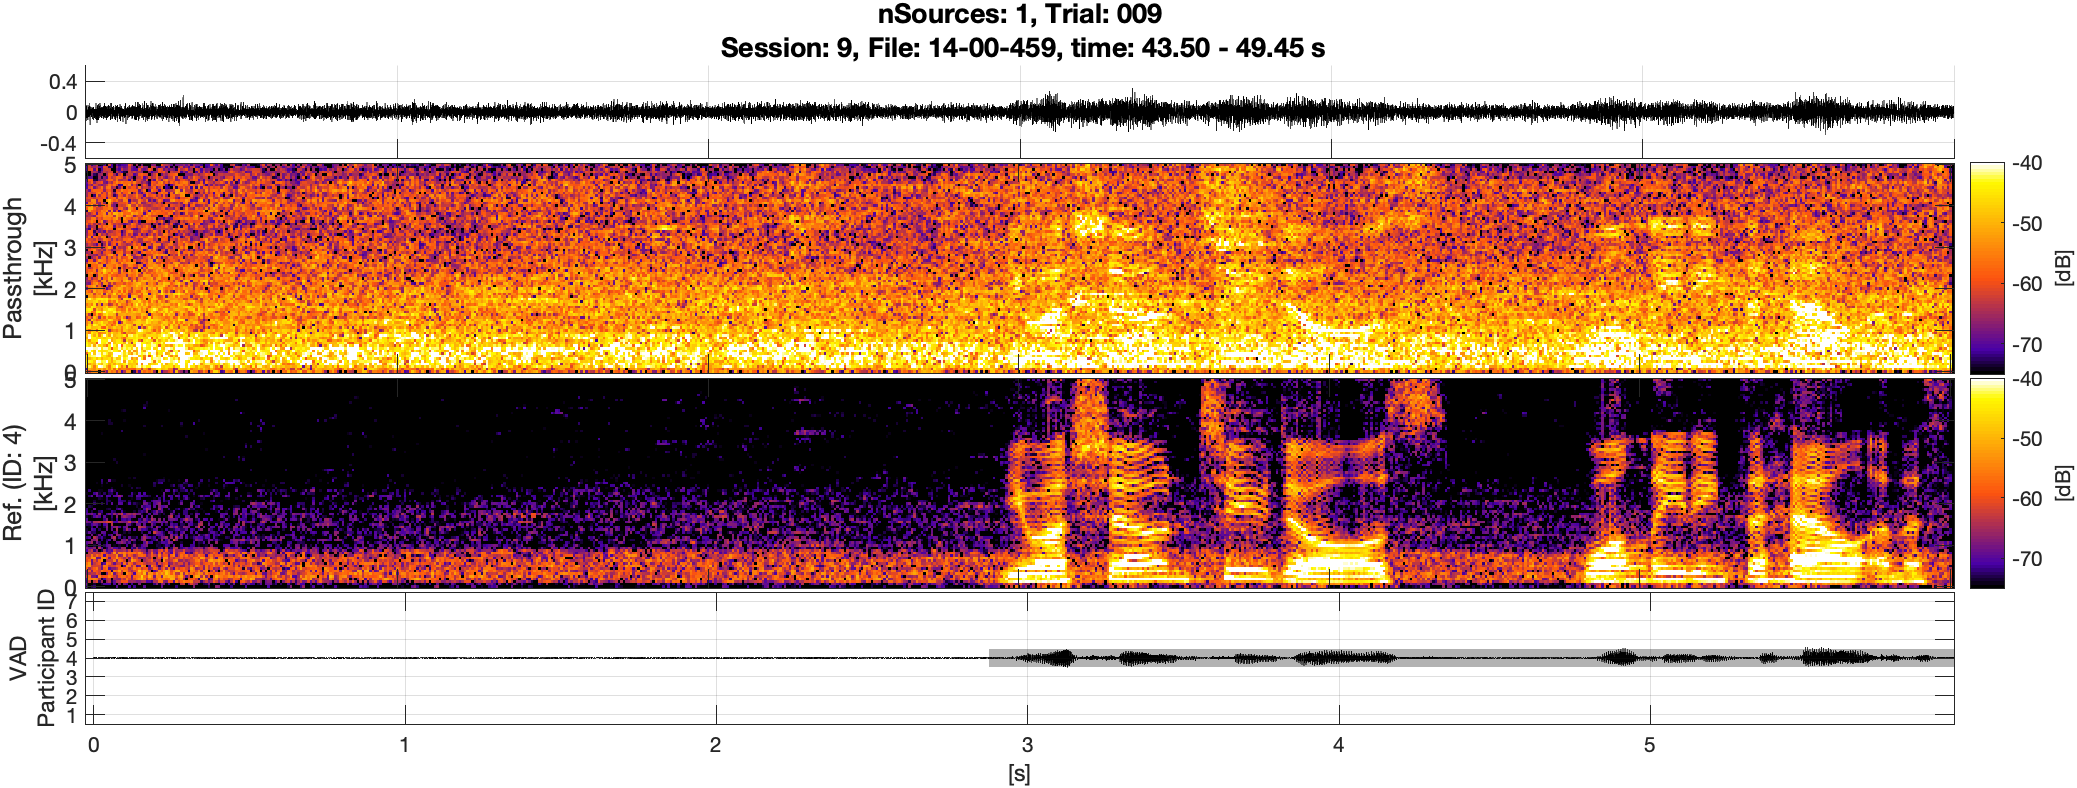 nSources: 1, Trial: 009
Session: 9, File: 14-00-459, time: 43.50 - 49.45 s
0.4
0
-0.4
Passthrough
[kHz]
5
4
3
2
1
0
-40
-50
-60
-70
[dB]
Ref. (ID: 4)
[kHz]
5
4
3
2
1
0
-40
-50
-60
-70
[dB]
VAD
Participant ID
7
6
5
4
3
2
1
0 1 2 3 4 5
[s]